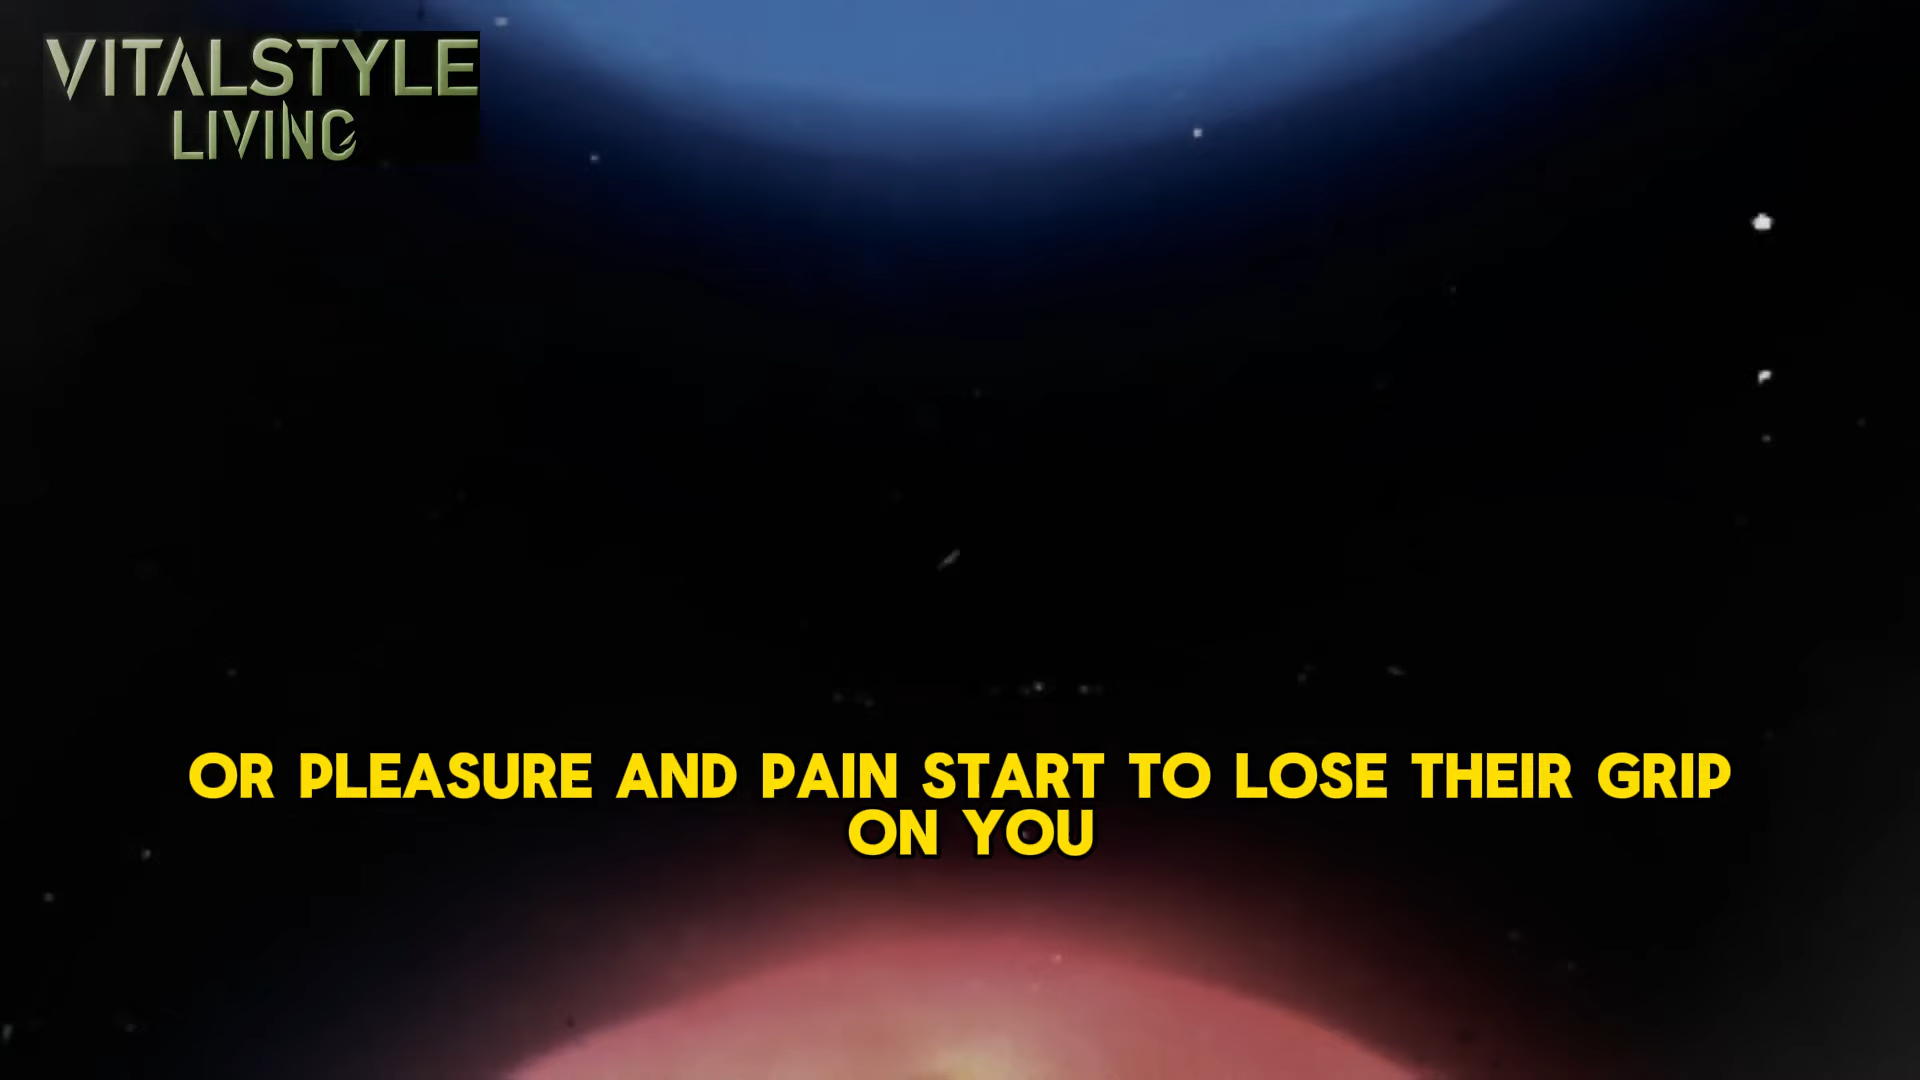 VITALSTYLE
LIVING
OR PLEASURE AND PAIN START TO LOSE THEIR GRIP
ON YOU